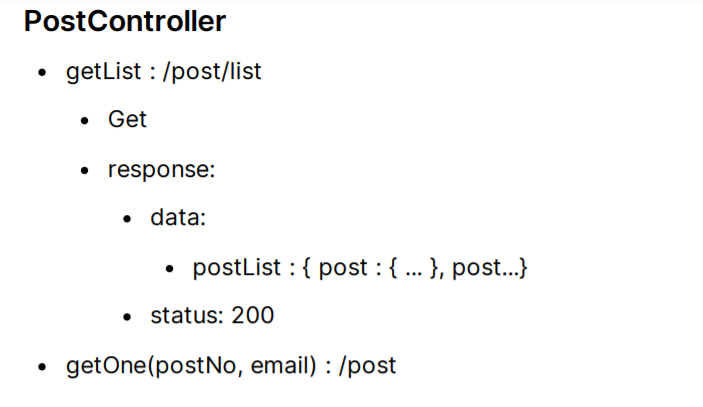 PostController
getList : /post/list
Get
response:
data:
postList : { post : { ... }, post...}
status: 200
getOne(postNo, email) : /post